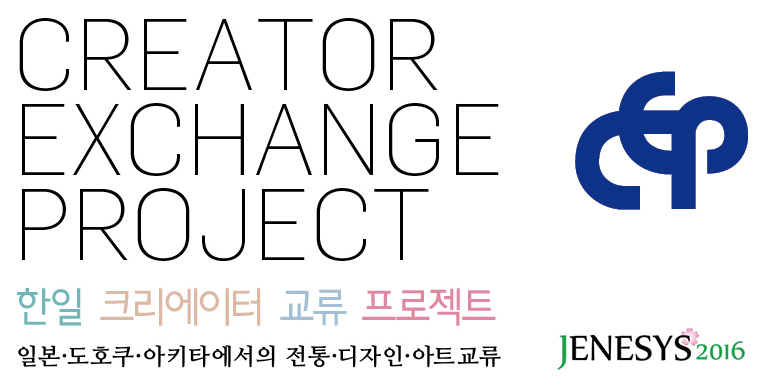 CREATOR
EXCHANGE
PROJECT
한일 크리에이터 교류 프로젝트
일본·도호쿠·아키타에서의 전통·디자인·아트교류
CEP
JENESYS2016